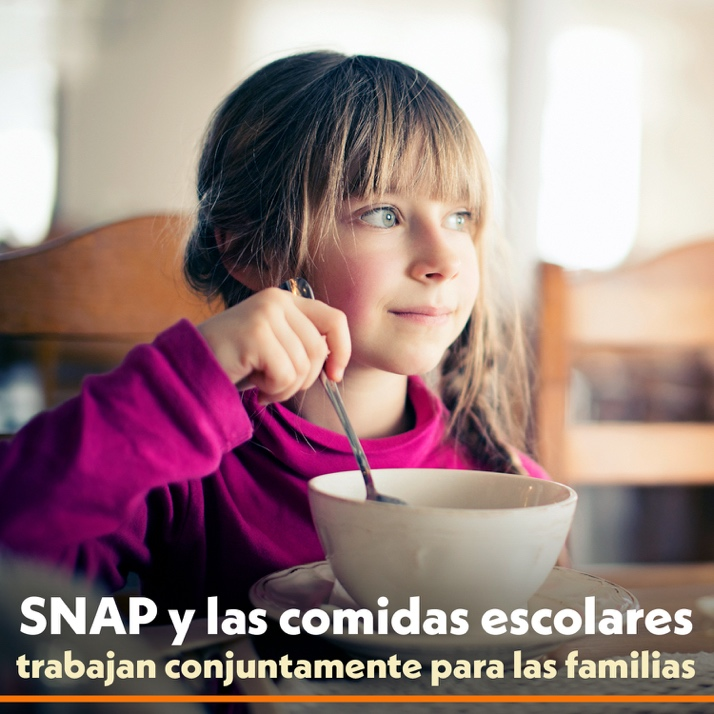 SNAP y las comidas escolares
trabajan conjuntamente para las familias